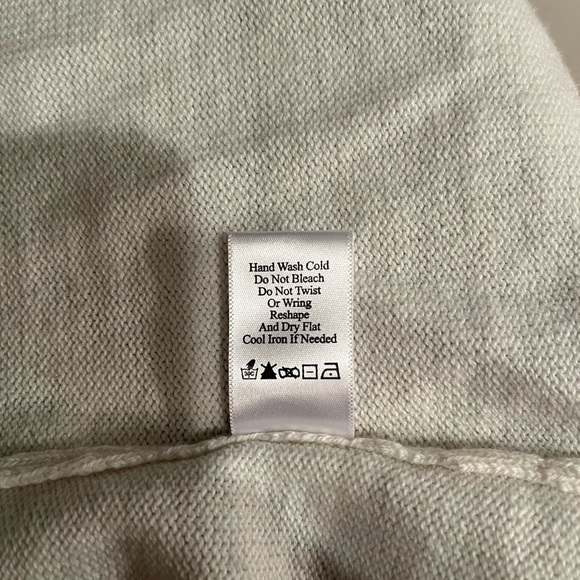 Hand Wash Cold
Do Not Bleach
Do Not Twist
Or Wring
Reshape
And Dry Flat
Cool Iron If Needed